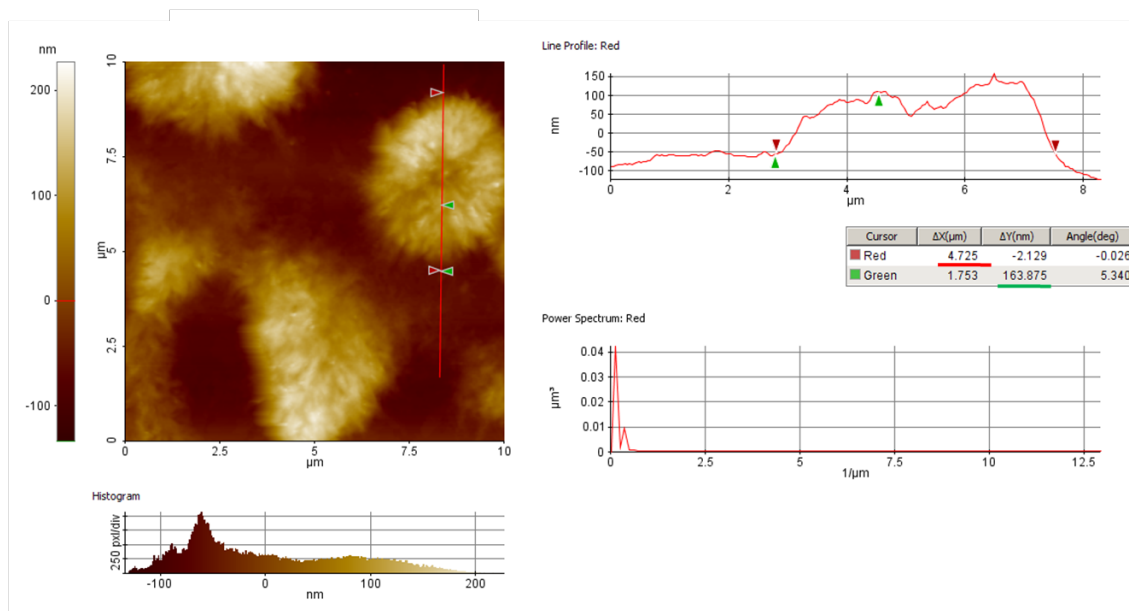 nm
200
100
0
-100
10
7.5
5
2.5
0
µm
0
2.5
5
7.5
10
µm
Histogram
250 pxl/div
-100
0
100
200
nm
Line Profile: Red
150
100
50
0
-50
-100
nm
0
2
4
6
8
µm
Cursor ΔX(µm) ΔY(nm) Angle(deg)
Red 4.725 -2.129 -0.026
Green 1.753 163.875 5.340
Power Spectrum: Red
0.04
0.03
0.02
0.01
0
µm³
0
2.5
5
7.5
10
12.5
1/µm